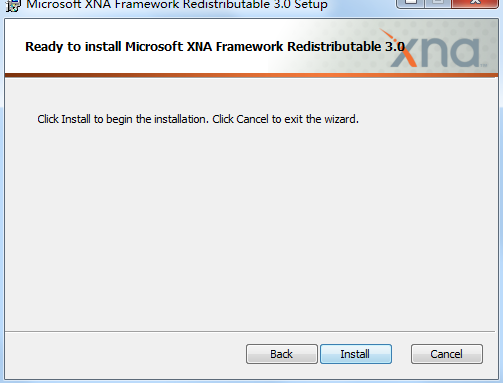 Microsoft XNA Framework Redistributable 3.0 Setup
Ready to install Microsoft XNA Framework Redistributable 3.0
xna
Click Install to begin the installation. Click Cancel to exit the wizard.
Back
Install
Cancel